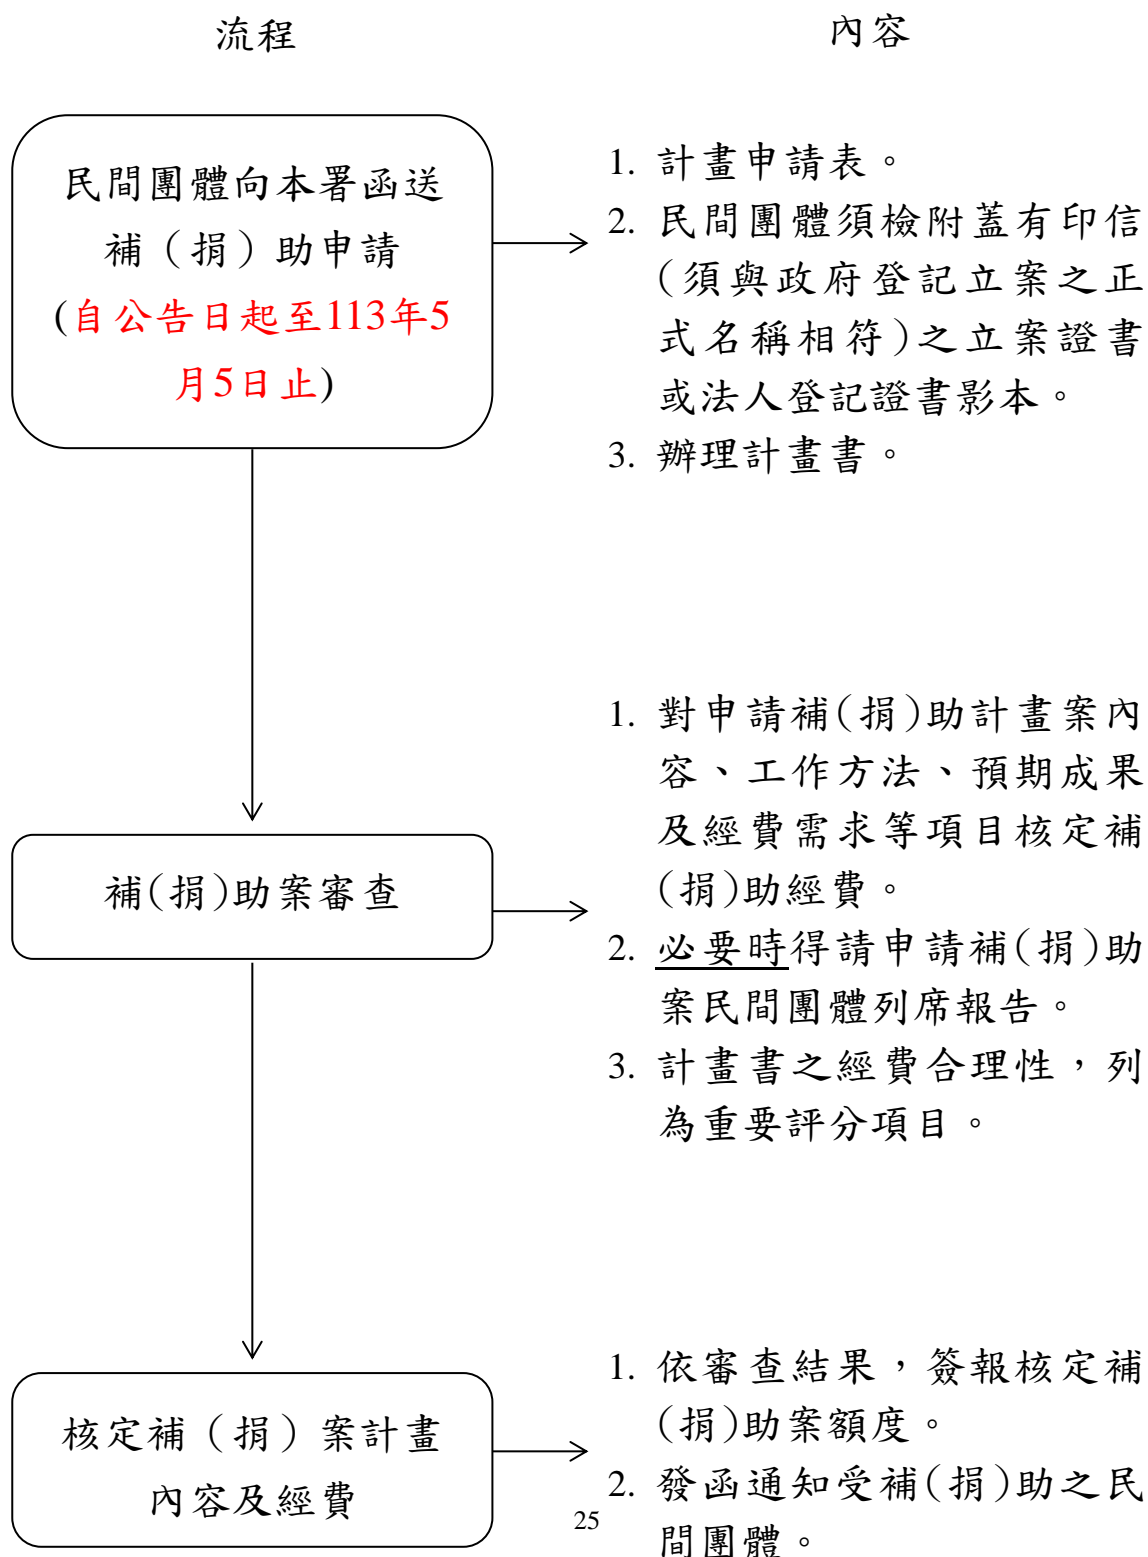 流程
內容
民間團體向本署函送
補（捐）助申請
(自公告日起至113年5
月5日止)
1. 計畫申請表。
2. 民間團體須檢附蓋有印信
(須與政府登記立案之正
式名稱相符)之立案證書
或法人登記證書影本。
3. 辦理計畫書。
補(捐)助案審查
1. 對申請補(捐)助計畫案內
容、工作方法、預期成果
及經費需求等項目核定補
(捐)助經費。
2. 必要時得請申請補(捐)助
案民間團體列席報告。
3. 計畫書之經費合理性，列
為重要評分項目。
核定補（捐）案計畫
內容及經費
1. 依審查結果，簽報核定補
(捐)助案額度。
2. 發函通知受補(捐)助之民
間團體。
25